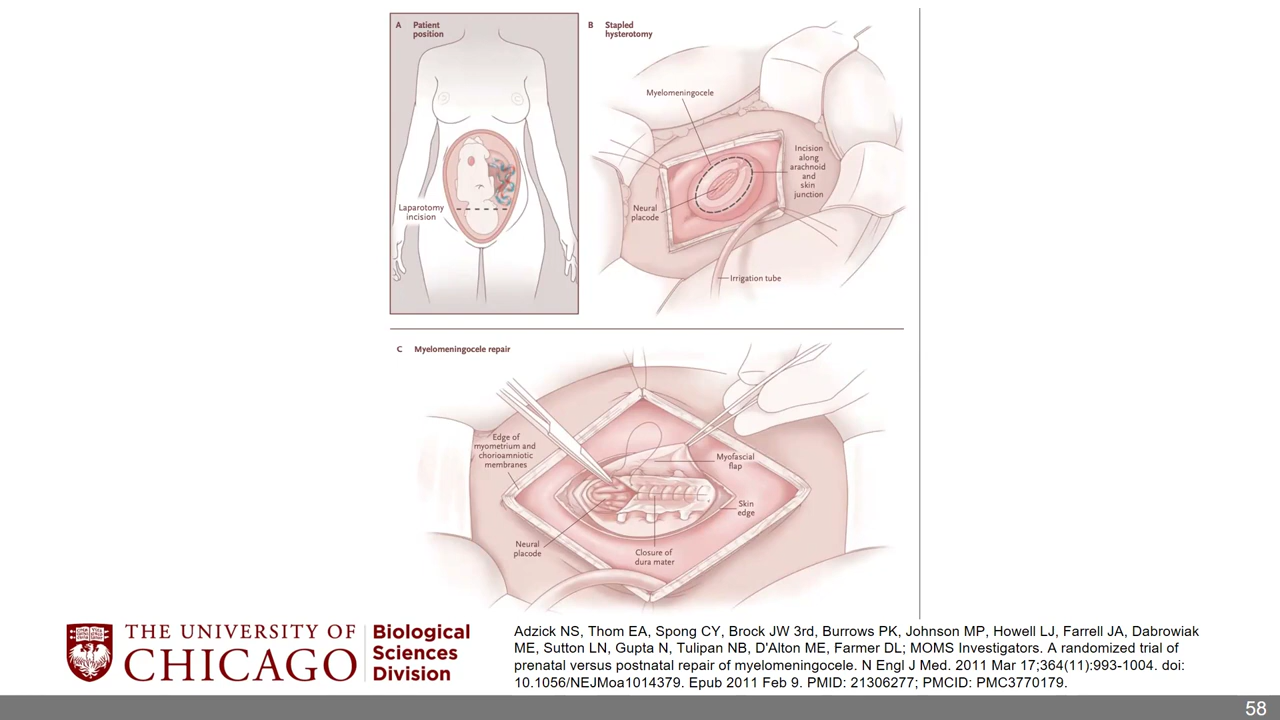 A Patient
position
Laparotomy
incision
B Stapled
hysterotomy
Myelomeningocele
Incision
along
arachnoid
and
skin
junction
Neural
placode
Irrigation tube
C Myelomeningocele repair
Edge of
myometrium and
chorioamniotic
membranes
Myofascial
flap
Skin
edge
Neural
placode
Closure of
dura mater
THE UNIVERSITY OF
CHICAGO
Biological
Sciences
Division
Adzick NS, Thom EA, Spong CY, Brock JW 3rd, Burrows PK, Johnson MP, Howell LJ, Farrell JA, Dabrowiak
ME, Sutton LN, Gupta N, Tulipan NB, D'Alton ME, Farmer DL; MOMS Investigators. A randomized trial of
prenatal versus postnatal repair of myelomeningocele. N Engl J Med. 2011 Mar 17;364(11):993-1004. doi:
10.1056/NEJMoa1014379. Epub 2011 Feb 9. PMID: 21306277; PMCID: PMC3770179.
58